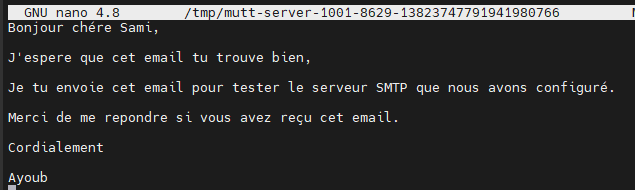 GNU nano 4.8 /tmp/mutt-server-1001-8629-13823747791941980766
Bonjour chére Sami,
J'espere que cet email tu trouve bien,
Je tu envoie cet email pour tester le serveur SMTP que nous avons configuré.
Merci de me repondre si vous avez reçu cet email.
Cordialement
Ayoub